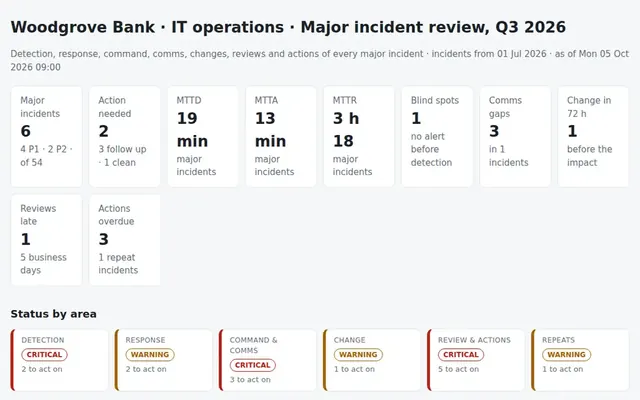 Woodgrove Bank · IT operations · Major incident review, Q3 2026
Detection, response, command, comms, changes, reviews and actions of every major incident · incidents from 01 Jul 2026 · as of Mon 05 Oct
2026 09:00
Major
incidents
6
4 P1 · 2 P2 ·
of 54
Action
needed
2
3 follow up
· 1 clean
MTTD
19
min
major
incidents
MTTA
13
min
major
incidents
MTTR
3 h
18
major
incidents
Blind spots
1
no alert
before
detection
Comms
gaps
3
in 1
incidents
Change in
72 h
1
before the
impact
Reviews
late
1
5 business
days
Actions
overdue
3
1 repeat
incidents
Status by area
DETECTION
CRITICAL
2 to act on
RESPONSE
WARNING
2 to act on
COMMAND &
COMMS
CRITICAL
3 to act on
CHANGE
WARNING
1 to act on
REVIEW & ACTIONS
CRITICAL
5 to act on
REPEATS
WARNING
1 to act on